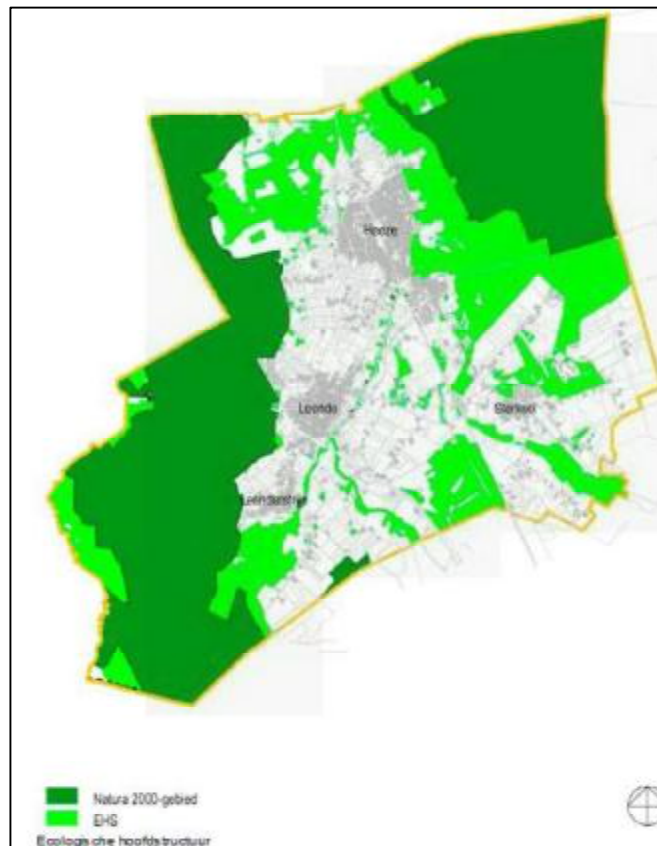 Heeze
Leende
Sterksel
Leenderstrijp
Natura 2000-gebied
EHS
Ecologische hoofdstructuur